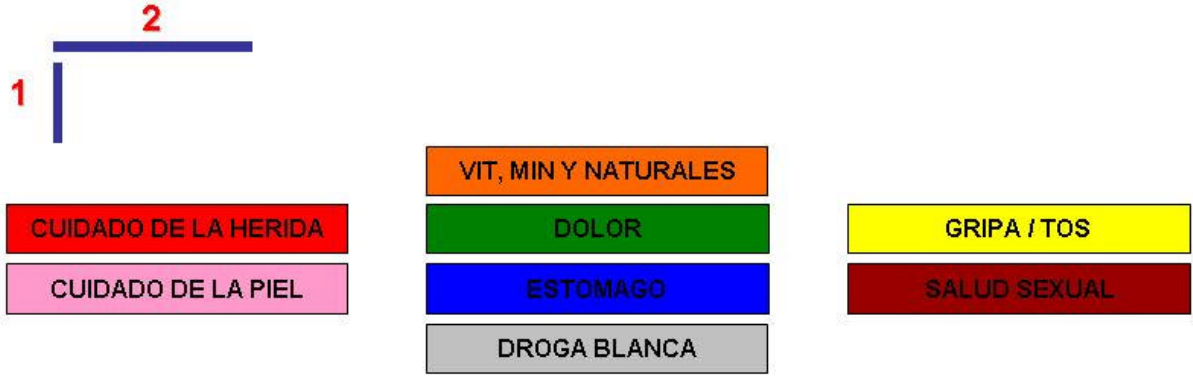 2
1
VIT, MIN Y NATURALES
CUIDADO DE LA HERIDA
DOLOR
GRIPA / TOS
CUIDADO DE LA PIEL
ESTOMAGO
SALUD SEXUAL
DROGA BLANCA